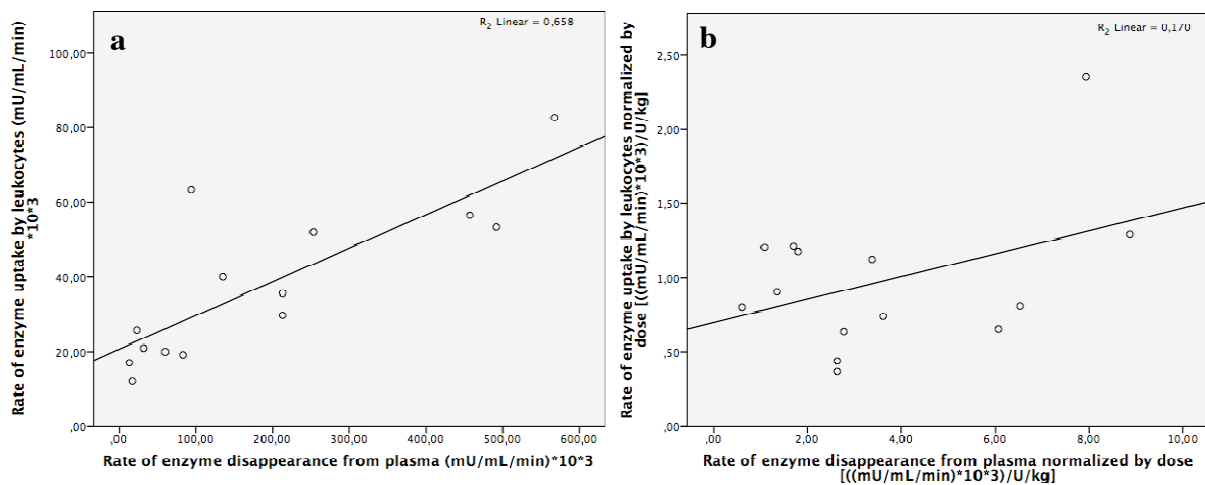 a
R2 Linear = 0,658
Rate of enzyme uptake by leukocytes (mU/mL/min)
*10*3
100,00
80,00
60,00
40,00
20,00
,00
,00 100,00 200,00 300,00 400,00 500,00 600,00
Rate of enzyme disappearance from plasma (mU/mL/min)*10*3
b
R2 Linear = 0,170
Rate of enzyme uptake by leukocytes normalized by
dose [((mU/mL/min)*10*3)/U/kg]
2,50
2,00
1,50
1,00
,50
,00
,00 2,00 4,00 6,00 8,00 10,00
Rate of enzyme disappearance from plasma normalized by dose
[((mU/mL/min)*10*3)/U/kg]